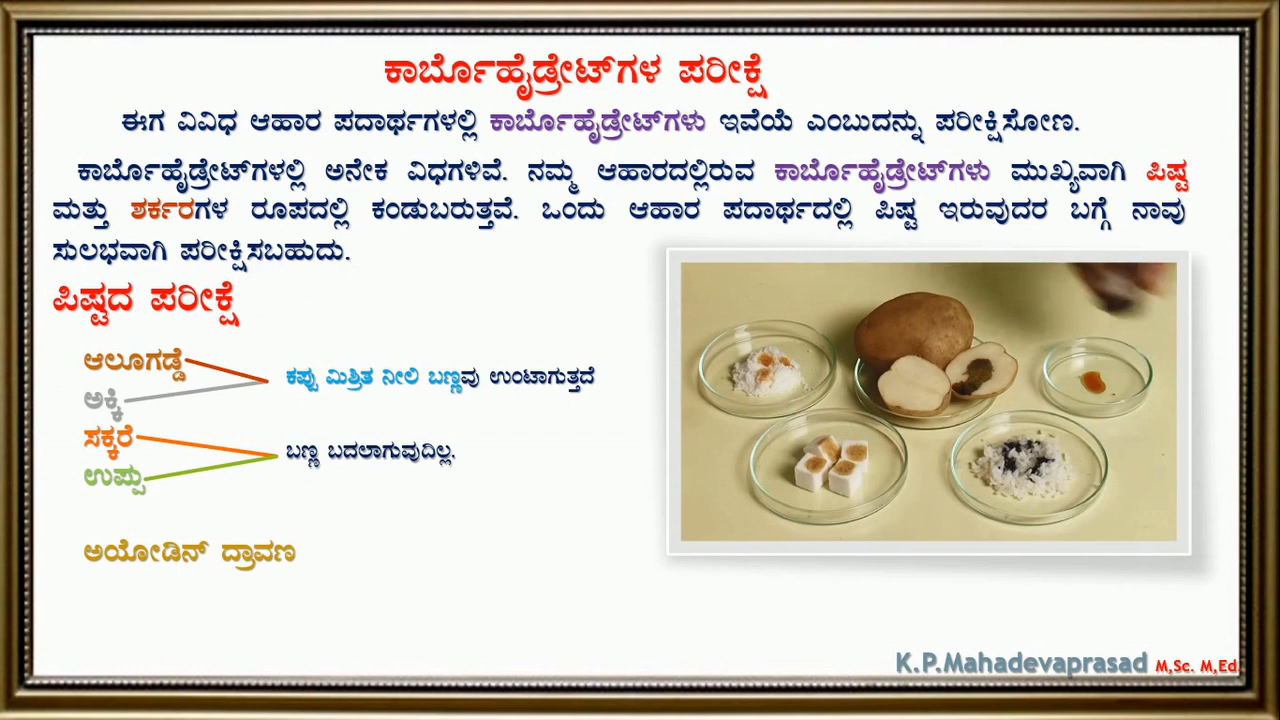 ಕಾರ್ಬೊಹೈಡ್ರೇಟ್‌ಗಳ ಪರೀಕ್ಷೆ
ಈಗ ವಿವಿಧ ಆಹಾರ ಪದಾರ್ಥಗಳಲ್ಲಿ ಕಾರ್ಬೊಹೈಡ್ರೇಟ್‌ಗಳು ಇವೆಯೆ ಎಂಬುದನ್ನು ಪರೀಕ್ಷಿಸೋಣ.
ಕಾರ್ಬೊಹೈಡ್ರೇಟ್‌ಗಳಲ್ಲಿ ಅನೇಕ ವಿಧಗಳಿವೆ. ನಮ್ಮ ಆಹಾರದಲ್ಲಿರುವ ಕಾರ್ಬೊಹೈಡ್ರೇಟ್‌ಗಳು ಮುಖ್ಯವಾಗಿ ಪಿಷ್ಟ
ಮತ್ತು ಶರ್ಕರಗಳ ರೂಪದಲ್ಲಿ ಕಂಡುಬರುತ್ತವೆ. ಒಂದು ಆಹಾರ ಪದಾರ್ಥದಲ್ಲಿ ಪಿಷ್ಟ ಇರುವುದರ ಬಗ್ಗೆ ನಾವು
ಸುಲಭವಾಗಿ ಪರೀಕ್ಷಿಸಬಹುದು.
ಪಿಷ್ಟದ ಪರೀಕ್ಷೆ
ಆಲೂಗಡ್ಡೆ
ಕಪ್ಪು ಮಿಶ್ರಿತ ನೀಲಿ ಬಣ್ಣವು ಉಂಟಾಗುತ್ತದೆ
ಅಕ್ಕಿ
ಸಕ್ಕರೆ
ಬಣ್ಣ ಬದಲಾಗುವುದಿಲ್ಲ.
ಉಪ್ಪು
ಅಯೋಡಿನ್ ದ್ರಾವಣ
K.P.Mahadevaprasad M,Sc. M,Ed,